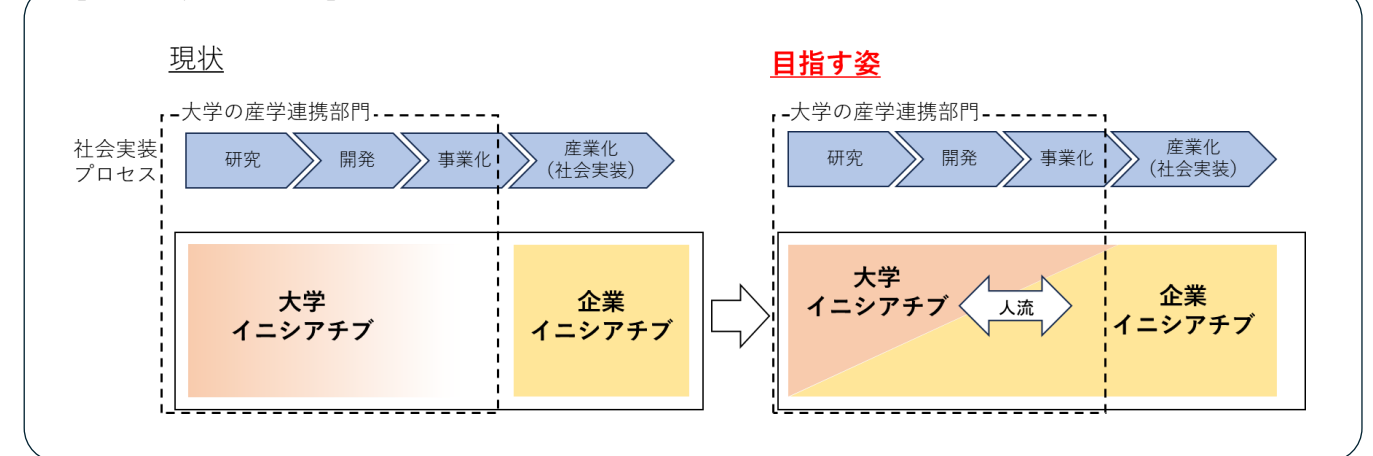 現状
大学の産学連携部門
社会実装
プロセス
研究
開発
事業化
産業化
(社会実装)
大学
イニシアチブ
企業
イニシアチブ
目指す姿
大学の産学連携部門
研究
開発
事業化
産業化
(社会実装)
大学
イニシアチブ
人流
企業
イニシアチブ